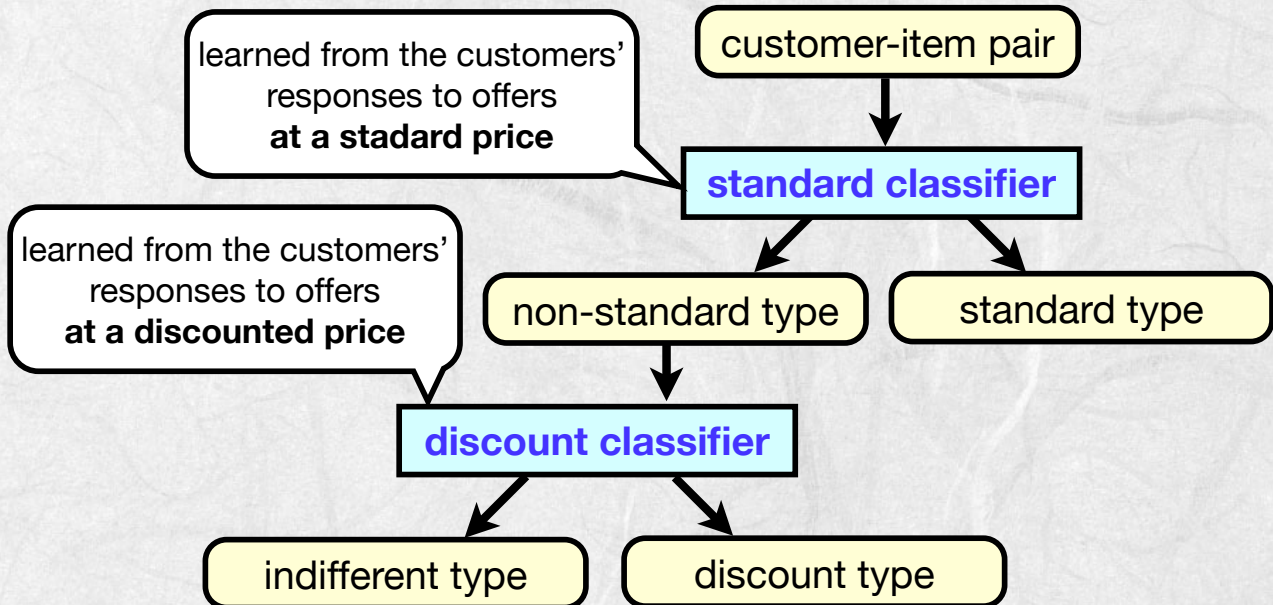 customer-item pair
learned from the customers’
responses to offers
at a stadard price
standard classifier
learned from the customers’
responses to offers
at a discounted price
non-standard type
standard type
discount classifier
indifferent type
discount type